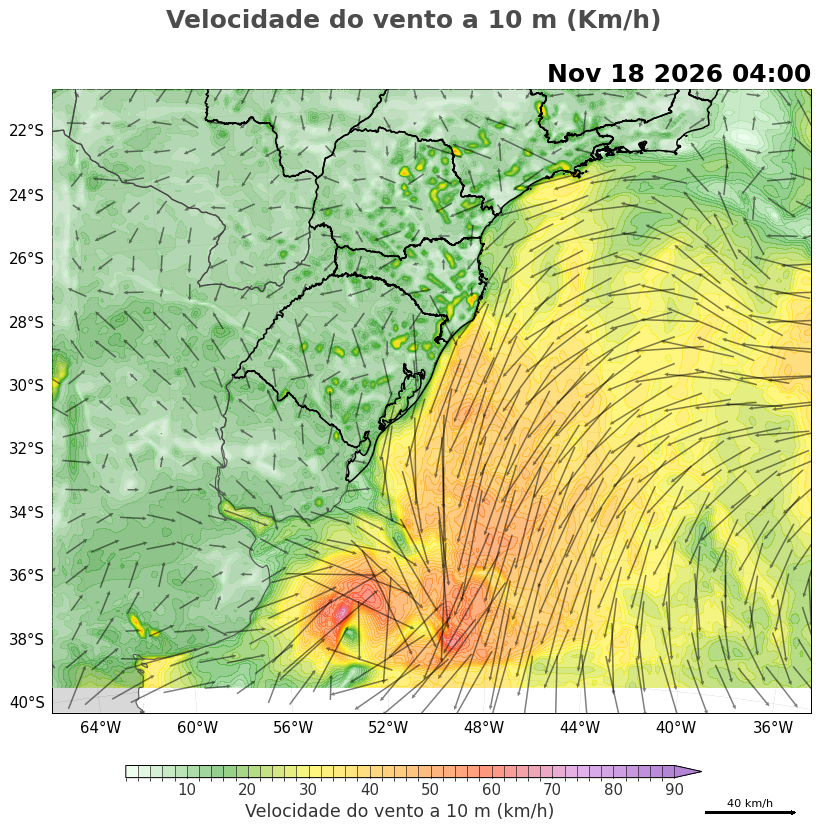 Velocidade do vento a 10 m (Km/h)
Nov 18 2026 04:00
22°S
24°S
26°S
28°S
30°S
32°S
34°S
36°S
38°S
40°S
64°W 60°W 56°W 52°W 48°W 44°W 40°W 36°W
10 20 30 40 50 60 70 80 90
Velocidade do vento a 10 m (km/h)
40 km/h